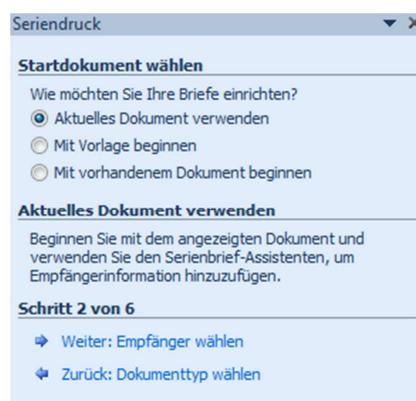 Seriendruck
Startdokument wählen
Wie möchten Sie Ihre Briefe einrichten?
Aktuelles Dokument verwenden
Mit Vorlage beginnen
Mit vorhandenem Dokument beginnen
Aktuelles Dokument verwenden
Beginnen Sie mit dem angezeigten Dokument und
verwenden Sie den Serienbrief-Assistenten, um
Empfängerinformation hinzuzufügen.
Schritt 2 von 6
Weiter: Empfänger wählen
Zurück: Dokumenttyp wählen